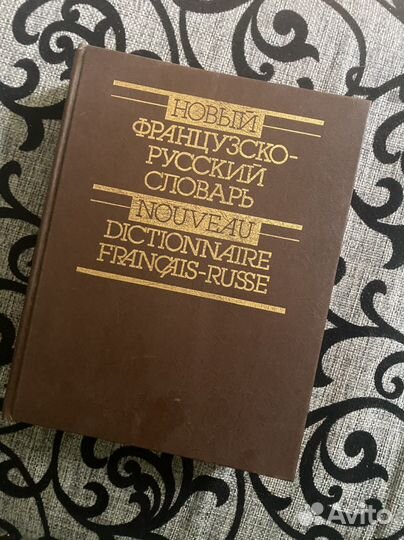 НОВЫЙ
ФРАНЦУЗСКО-
РУССКИЙ
СЛОВАРЬ
NOUVEAU
DICTIONNAIRE
FRANÇAIS-RUSSE
Avito